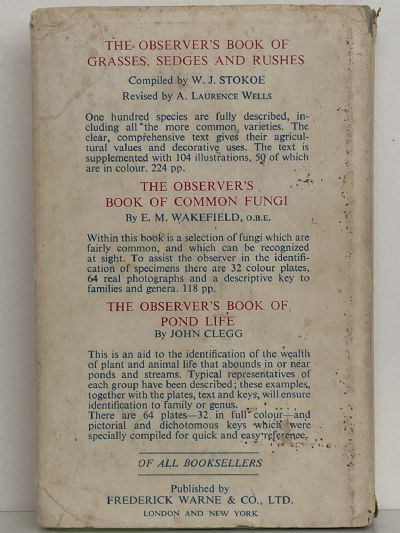 THE OBSERVER'S BOOK OF
GRASSES, SEDGES AND RUSHES
Compiled by W. J. STOKOE
Revised by A. LAURENCE WELLS
One hundred species are fully described, in-
cluding all the more common varieties. The
clear, comprehensive text gives their agricul-
tural values and decorative uses. The text is
supplemented with 104 illustrations, 50 of which
are in colour. 224 pp.
THE OBSERVER'S
BOOK OF COMMON FUNGI
By E. M. WAKEFIELD, O.B.E.
Within this book is a selection of fungi which are
fairly common, and which can be recognized
at sight. To assist the observer in the identifi-
cation of specimens there are 32 colour plates,
64 real photographs and a descriptive key to
families and genera. 118 pp.
THE OBSERVER'S BOOK OF
POND LIFE
By JOHN CLEGG
This is an aid to the identification of the wealth
of plant and animal life that abounds in or near
ponds and streams. Typical representatives of
each group have been described; these examples,
together with the plates, text and keys, will ensure
identification to family or genus.
There are 64 plates—32 in full colour—and
pictorial and dichotomous keys which were
specially compiled for quick and easy reference.
OF ALL BOOKSELLERS
Published by
FREDERICK WARNE & CO., LTD.
LONDON AND NEW YORK